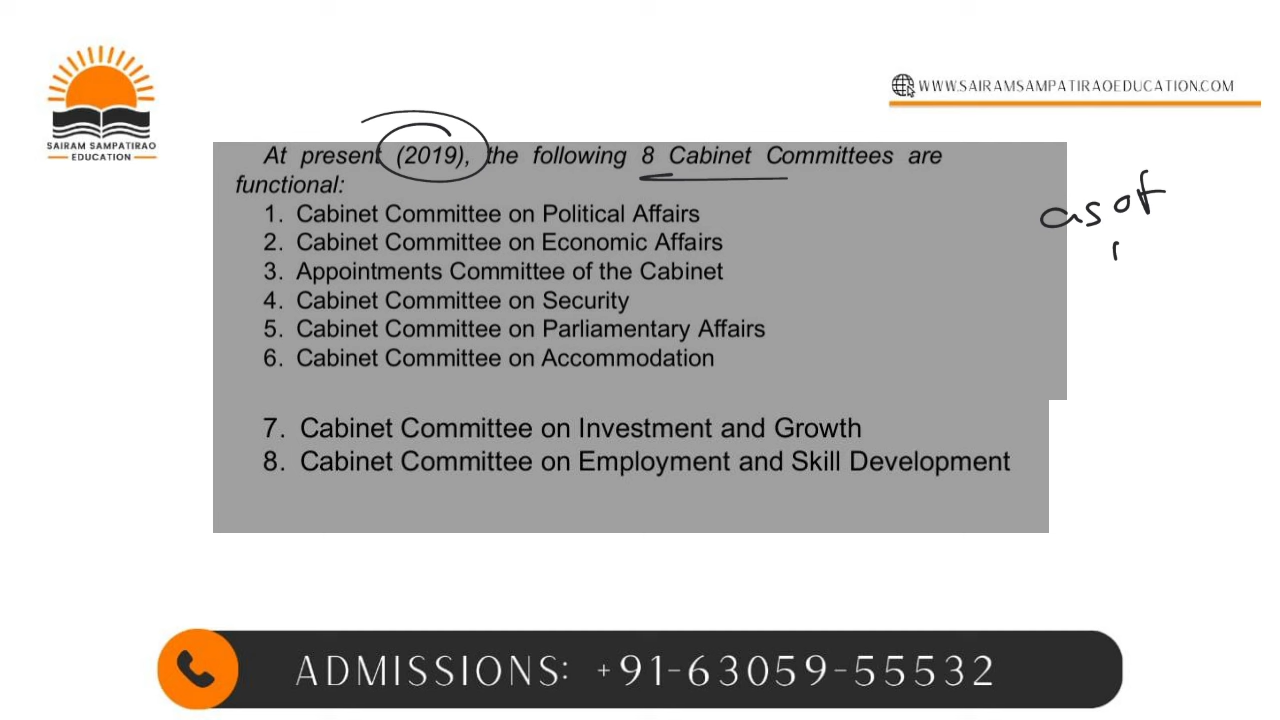 SAIRAM SAMPATIRAO
EDUCATION
WWW.SAIRAMSAMPATIRAOEDUCATION.COM
At present (2019), the following 8 Cabinet Committees are
functional:
1. Cabinet Committee on Political Affairs
2. Cabinet Committee on Economic Affairs
3. Appointments Committee of the Cabinet
4. Cabinet Committee on Security
5. Cabinet Committee on Parliamentary Affairs
6. Cabinet Committee on Accommodation
7. Cabinet Committee on Investment and Growth
8. Cabinet Committee on Employment and Skill Development
as of
ADMISSIONS: +91-63059-55532